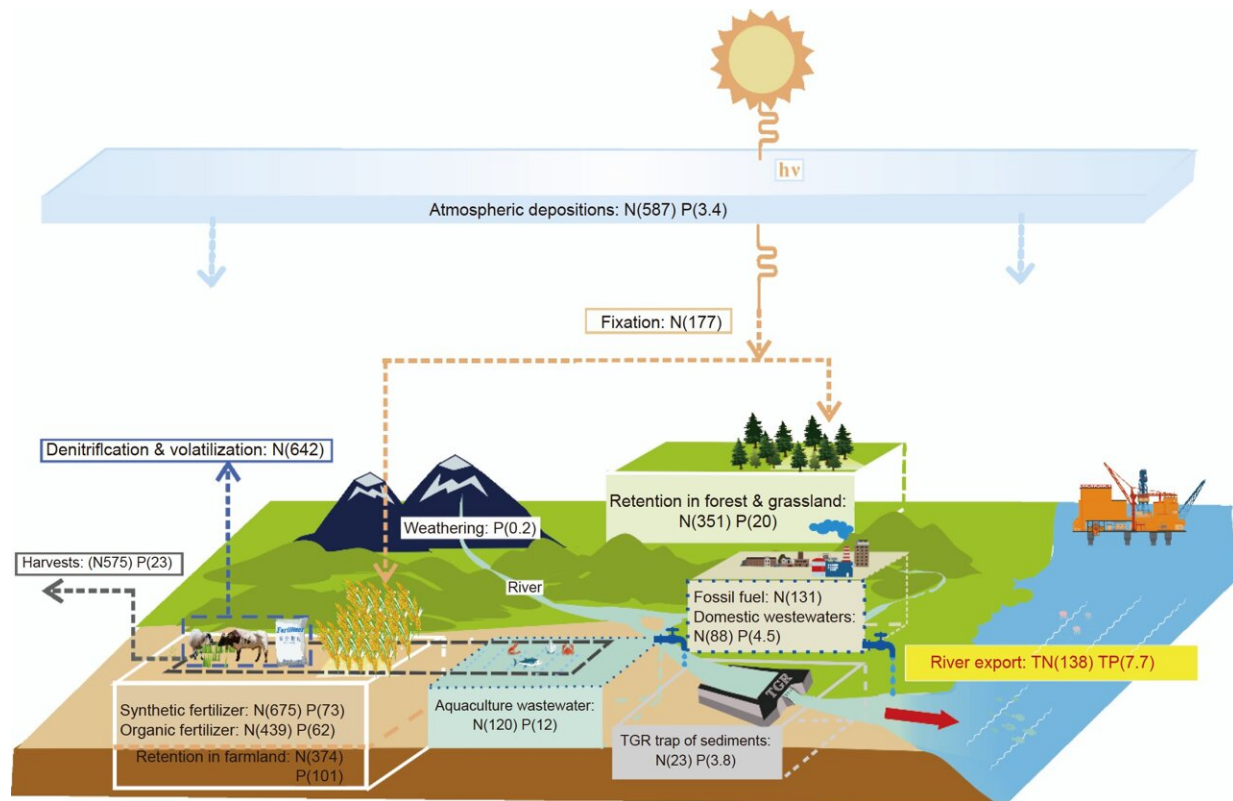 hν
Atmospheric depositions: N(587) P(3.4)
Fixation: N(177)
Denitriflcation & volatilization: N(642)
Retention in forest & grassland:
N(351) P(20)
Weathering: P(0.2)
Harvests: (N575) P(23)
River
Fossil fuel: N(131)
Domestic westewaters:
N(88) P(4.5)
Fertilizer
River export: TN(138) TP(7.7)
TGR
Synthetic fertilizer: N(675) P(73)
Organic fertilizer: N(439) P(62)
Retention in farmland: N(374)
P(101)
Aquaculture wastewater:
N(120) P(12)
TGR trap of sediments:
N(23) P(3.8)